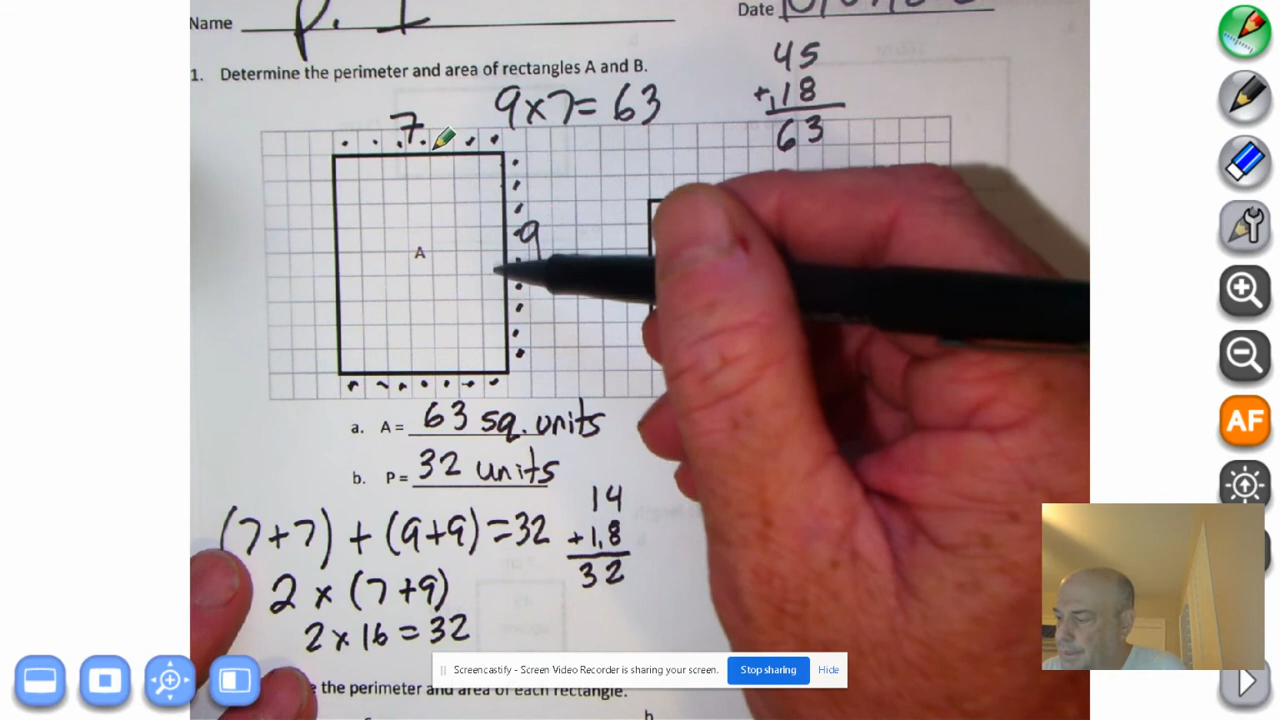 Name P. 1
Date
1. Determine the perimeter and area of rectangles A and B.
45
+18
63
9x7= 63
7
9
A
a. A = 63 sq. units
b. P = 32 units
(7+7) + (9+9) =32
14
+18
32
2 x (7+9)
2 x 16 = 32
Screencastify - Screen Video Recorder is sharing your screen. Stop sharing Hide
the perimeter and area of each rectangle.
AF